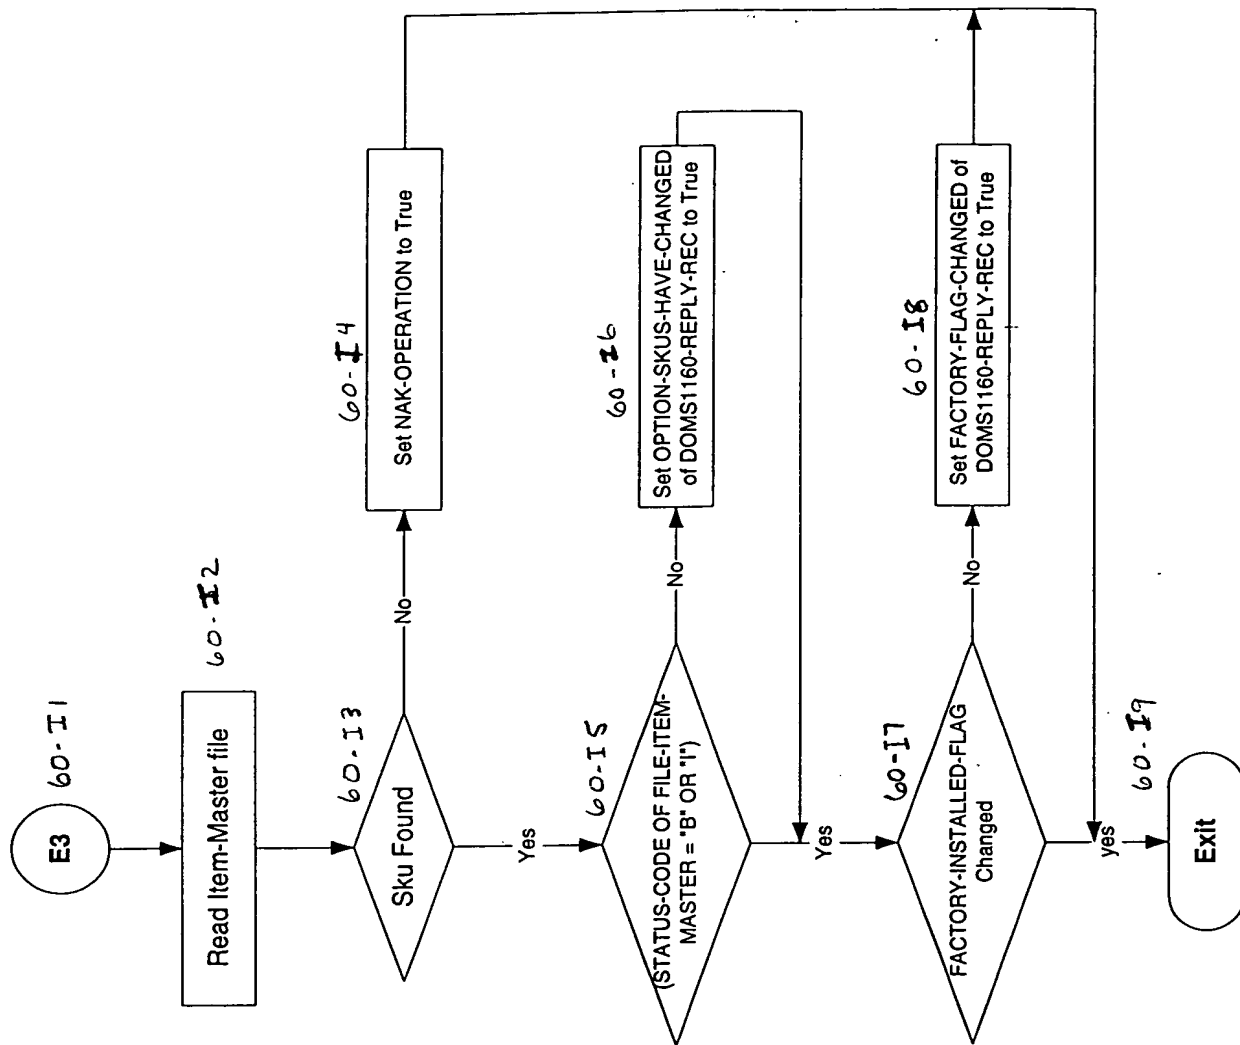 E3
60-I1
Read Item-Master file
60-I2
Sku Found
60-I3
No
Set NAK-OPERATION to True
60-I4
Yes
(STATUS-CODE OF FILE-ITEM-
MASTER = "B" OR "I")
60-I5
No
Set OPTION-SKUS-HAVE-CHANGED
of DOMS1160-REPLY-REC to True
60-I6
Yes
FACTORY-INSTALLED-FLAG
Changed
60-I7
No
Set FACTORY-FLAG-CHANGED of
DOMS1160-REPLY-REC to True
60-I8
yes
Exit
60-I9